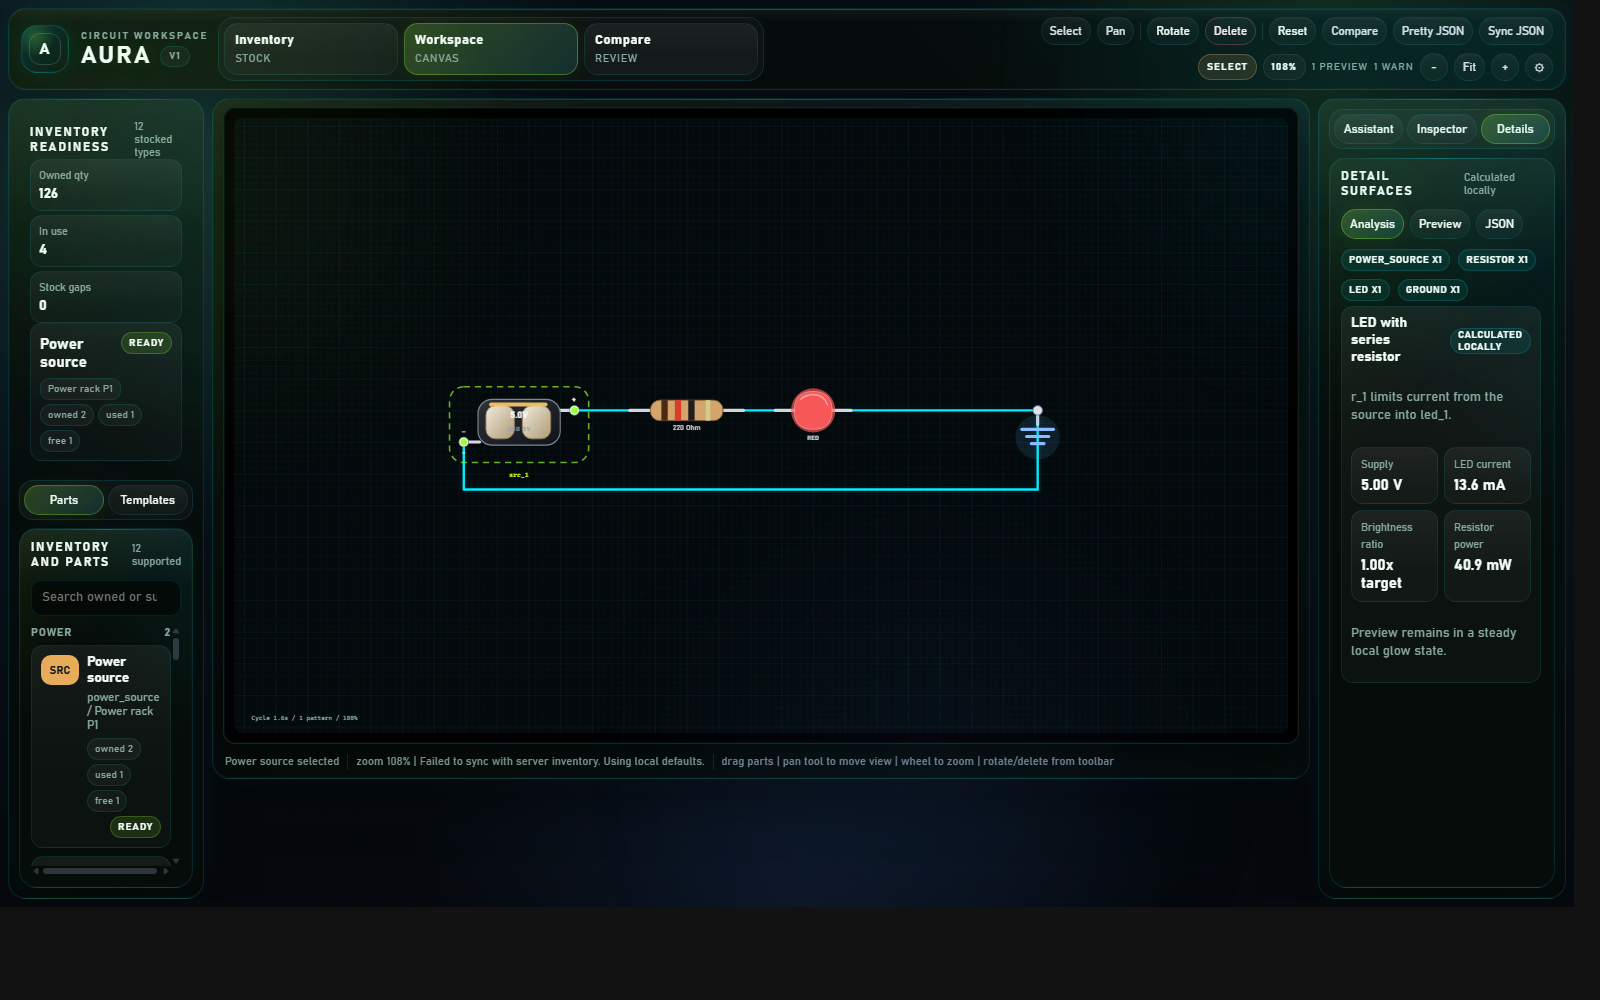 A
CIRCUIT WORKSPACE
AURA V1
Inventory
STOCK
Workspace
CANVAS
Compare
REVIEW
Select Pan Rotate Delete Reset Compare Pretty JSON Sync JSON
SELECT 108% 1 PREVIEW 1 WARN - Fit +
INVENTORY
READINESS
12
stocked
types
Owned qty
126
In use
4
Stock gaps
0
Power
source
READY
Power rack P1
owned 2 used 1
free 1
Parts Templates
INVENTORY
AND PARTS
12
supported
Search owned or su
POWER 2
SRC
Power
source
power_source
/ Power rack
P1
owned 2
used 1
free 1
READY
5.0V
+
-
src_1
220 Ohm
RED
Cycle 1.6s / 1 pattern / 108%
Power source selected zoom 108% | Failed to sync with server inventory. Using local defaults. drag parts | pan tool to move view | wheel to zoom | rotate/delete from toolbar
Assistant Inspector Details
DETAIL
SURFACES
Calculated
locally
Analysis Preview JSON
POWER_SOURCE X1 RESISTOR X1
LED X1 GROUND X1
LED with
series
resistor
CALCULATED
LOCALLY
r_1 limits current from the
source into led_1.
Supply
5.00 V
LED current
13.6 mA
Brightness
ratio
1.00x
target
Resistor
power
40.9 mW
Preview remains in a steady
local glow state.